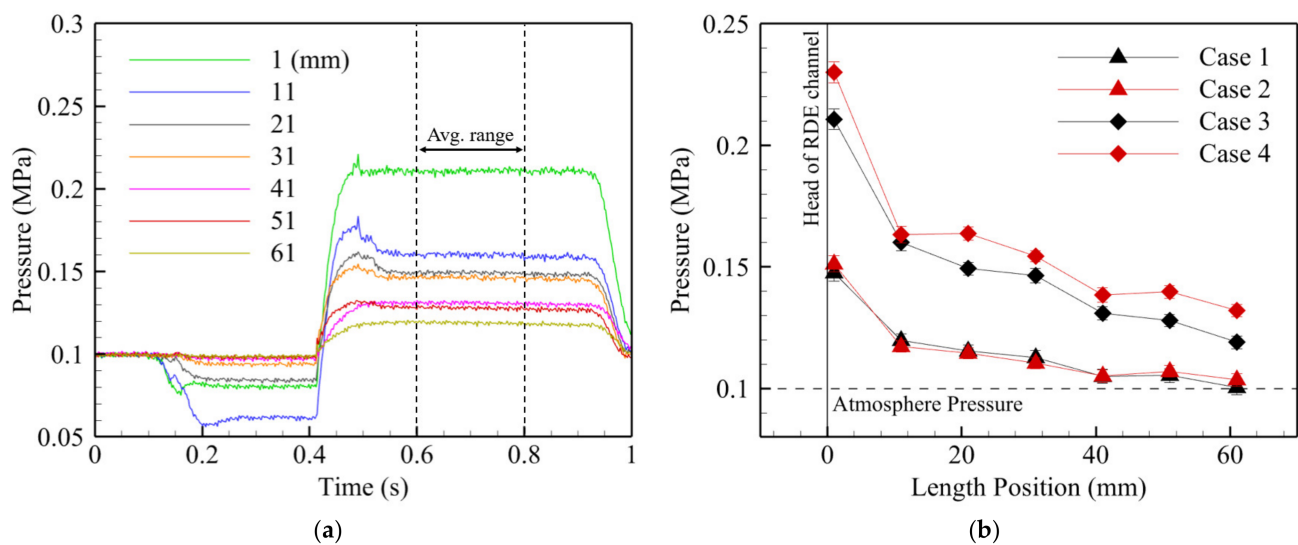 0.3
0.25
0.2
0.15
0.1
0.05
Pressure (MPa)
1 (mm)
11
21
31
41
51
61
Avg. range
0
0.2
0.4
0.6
0.8
1
Time (s)
(a)
0.25
0.2
0.15
0.1
Pressure (MPa)
Head of RDE channel
Case 1
Case 2
Case 3
Case 4
Atmosphere Pressure
0
20
40
60
Length Position (mm)
(b)